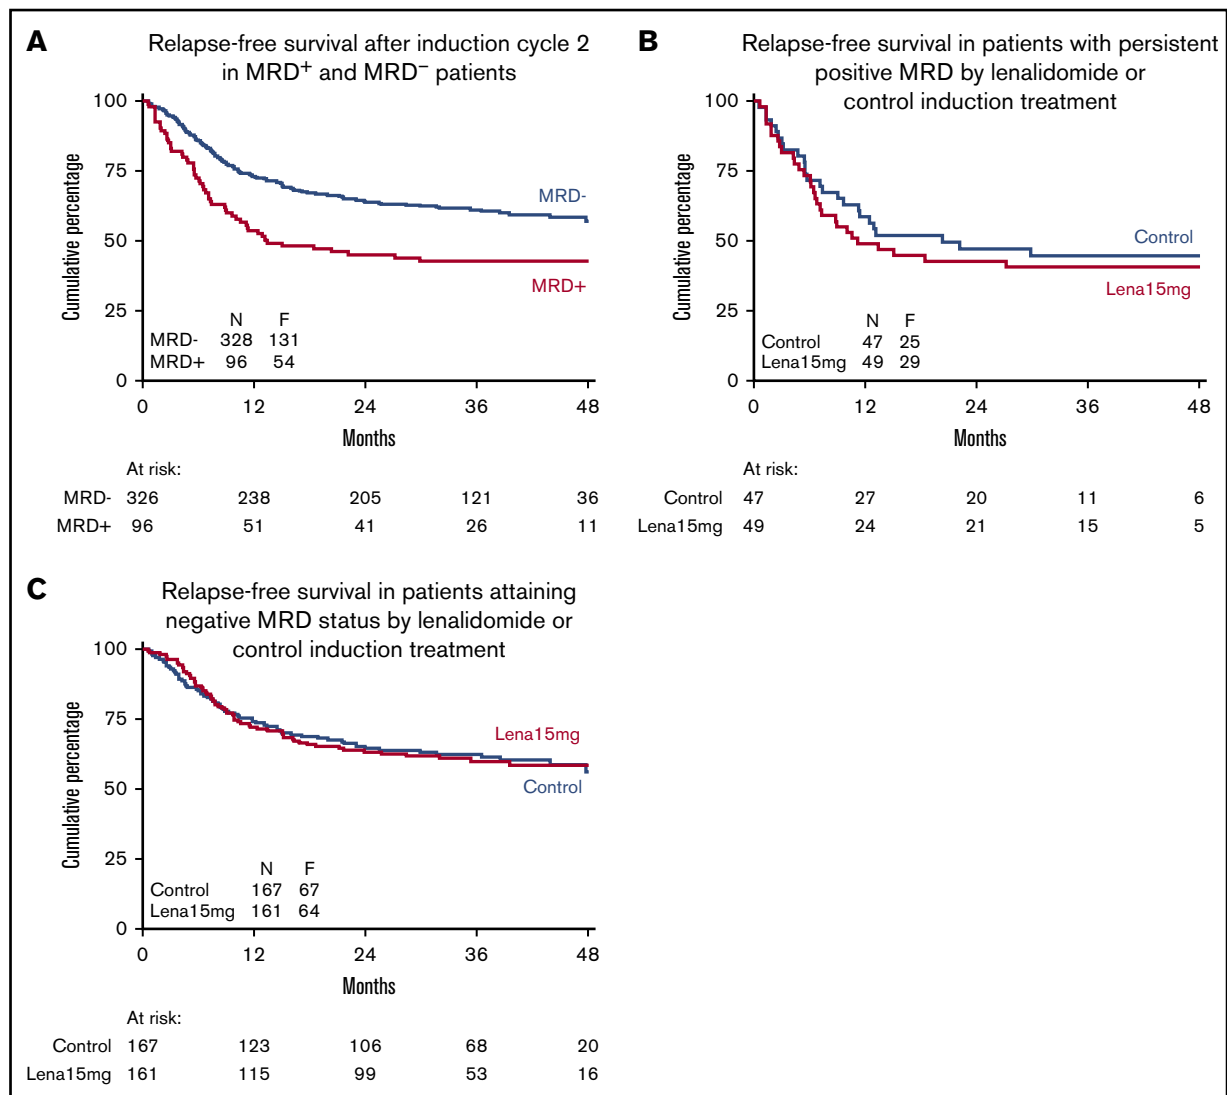 A
Relapse-free survival after induction cycle 2
in MRD+ and MRD− patients
Cumulative percentage
100
75
50
25
0
MRD-
MRD+
N F
MRD- 328 131
MRD+ 96 54
0 12 24 36 48
Months
At risk:
MRD- 326 238 205 121 36
MRD+ 96 51 41 26 11
B
Relapse-free survival in patients with persistent
positive MRD by lenalidomide or
control induction treatment
Cumulative percentage
100
75
50
25
0
Control
Lena15mg
N F
Control 47 25
Lena15mg 49 29
0 12 24 36 48
Months
At risk:
Control 47 27 20 11 6
Lena15mg 49 24 21 15 5
C
Relapse-free survival in patients attaining
negative MRD status by lenalidomide or
control induction treatment
Cumulative percentage
100
75
50
25
0
Lena15mg
Control
N F
Control 167 67
Lena15mg 161 64
0 12 24 36 48
Months
At risk:
Control 167 123 106 68 20
Lena15mg 161 115 99 53 16